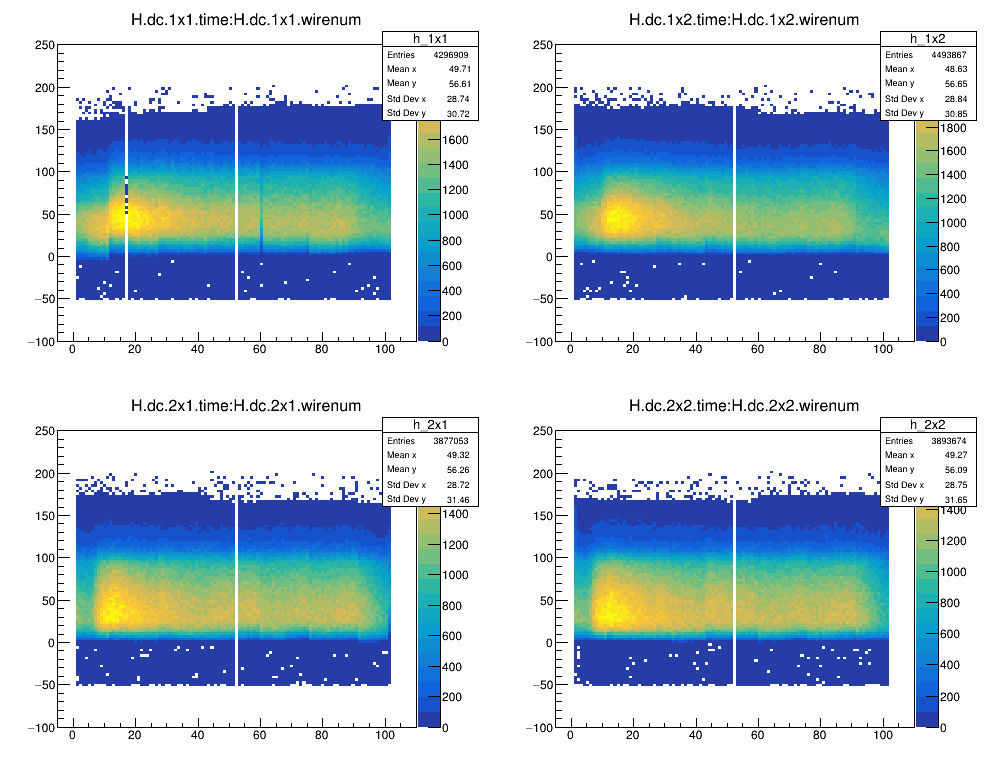 H.dc.1x1.time:H.dc.1x1.wirenum
h_1x1
Entries 4296909
Mean x 49.71
Mean y 56.61
Std Dev x 28.74
Std Dev y 30.72
250
200
150
100
50
0
−50
−100
0 20 40 60 80 100
1600
1400
1200
1000
800
600
400
200
0
H.dc.1x2.time:H.dc.1x2.wirenum
h_1x2
Entries 4493867
Mean x 48.63
Mean y 56.65
Std Dev x 28.84
Std Dev y 30.85
250
200
150
100
50
0
−50
−100
0 20 40 60 80 100
1800
1600
1400
1200
1000
800
600
400
200
0
H.dc.2x1.time:H.dc.2x1.wirenum
h_2x1
Entries 3877053
Mean x 49.32
Mean y 56.26
Std Dev x 28.72
Std Dev y 31.46
250
200
150
100
50
0
−50
−100
0 20 40 60 80 100
1400
1200
1000
800
600
400
200
0
H.dc.2x2.time:H.dc.2x2.wirenum
h_2x2
Entries 3893674
Mean x 49.27
Mean y 56.09
Std Dev x 28.75
Std Dev y 31.65
250
200
150
100
50
0
−50
−100
0 20 40 60 80 100
1400
1200
1000
800
600
400
200
0